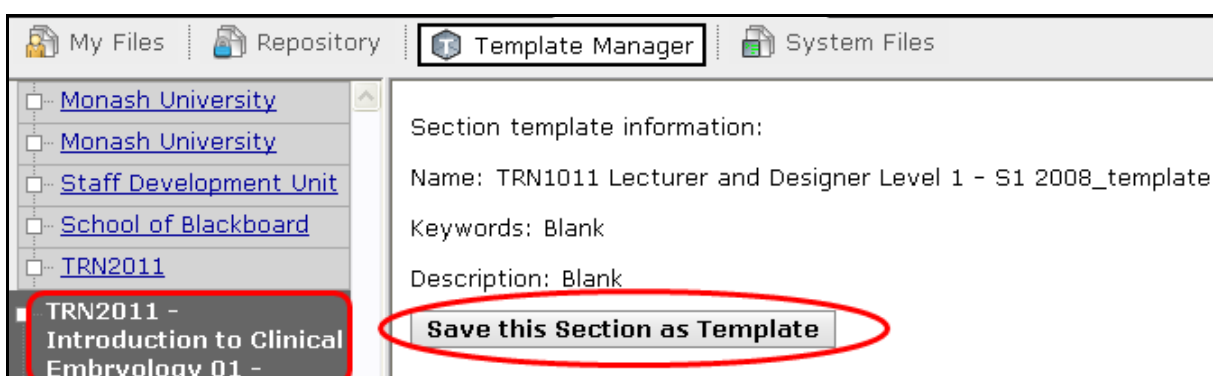 My Files Repository Template Manager System Files
Monash University
Monash University
Staff Development Unit
School of Blackboard
TRN2011
TRN2011 -
Introduction to Clinical
Embryology 01 -
Section template information:
Name: TRN1011 Lecturer and Designer Level 1 - S1 2008_template
Keywords: Blank
Description: Blank
Save this Section as Template